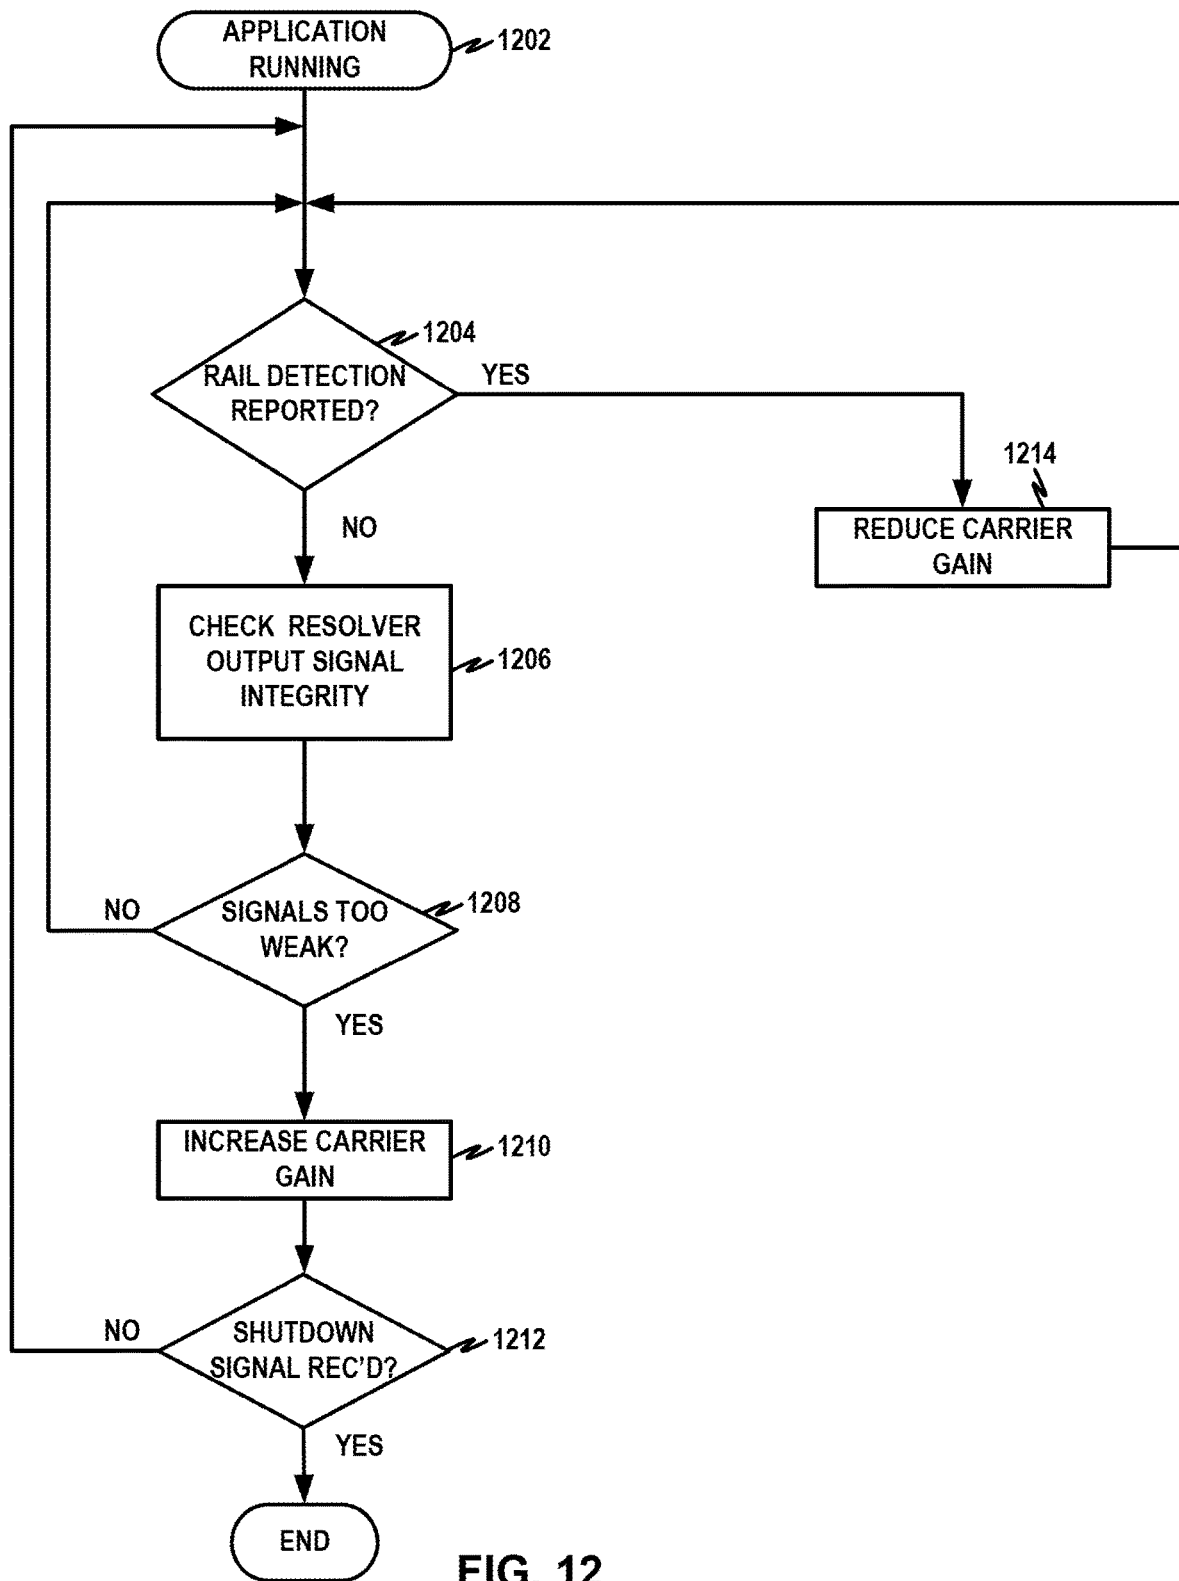 APPLICATION
RUNNING
1202
1204
RAIL DETECTION
REPORTED?
YES
NO
1214
REDUCE CARRIER
GAIN
CHECK RESOLVER
OUTPUT SIGNAL
INTEGRITY
1206
NO
SIGNALS TOO
WEAK?
1208
YES
INCREASE CARRIER
GAIN
1210
NO
SHUTDOWN
SIGNAL REC'D?
1212
YES
END
FIG. 12